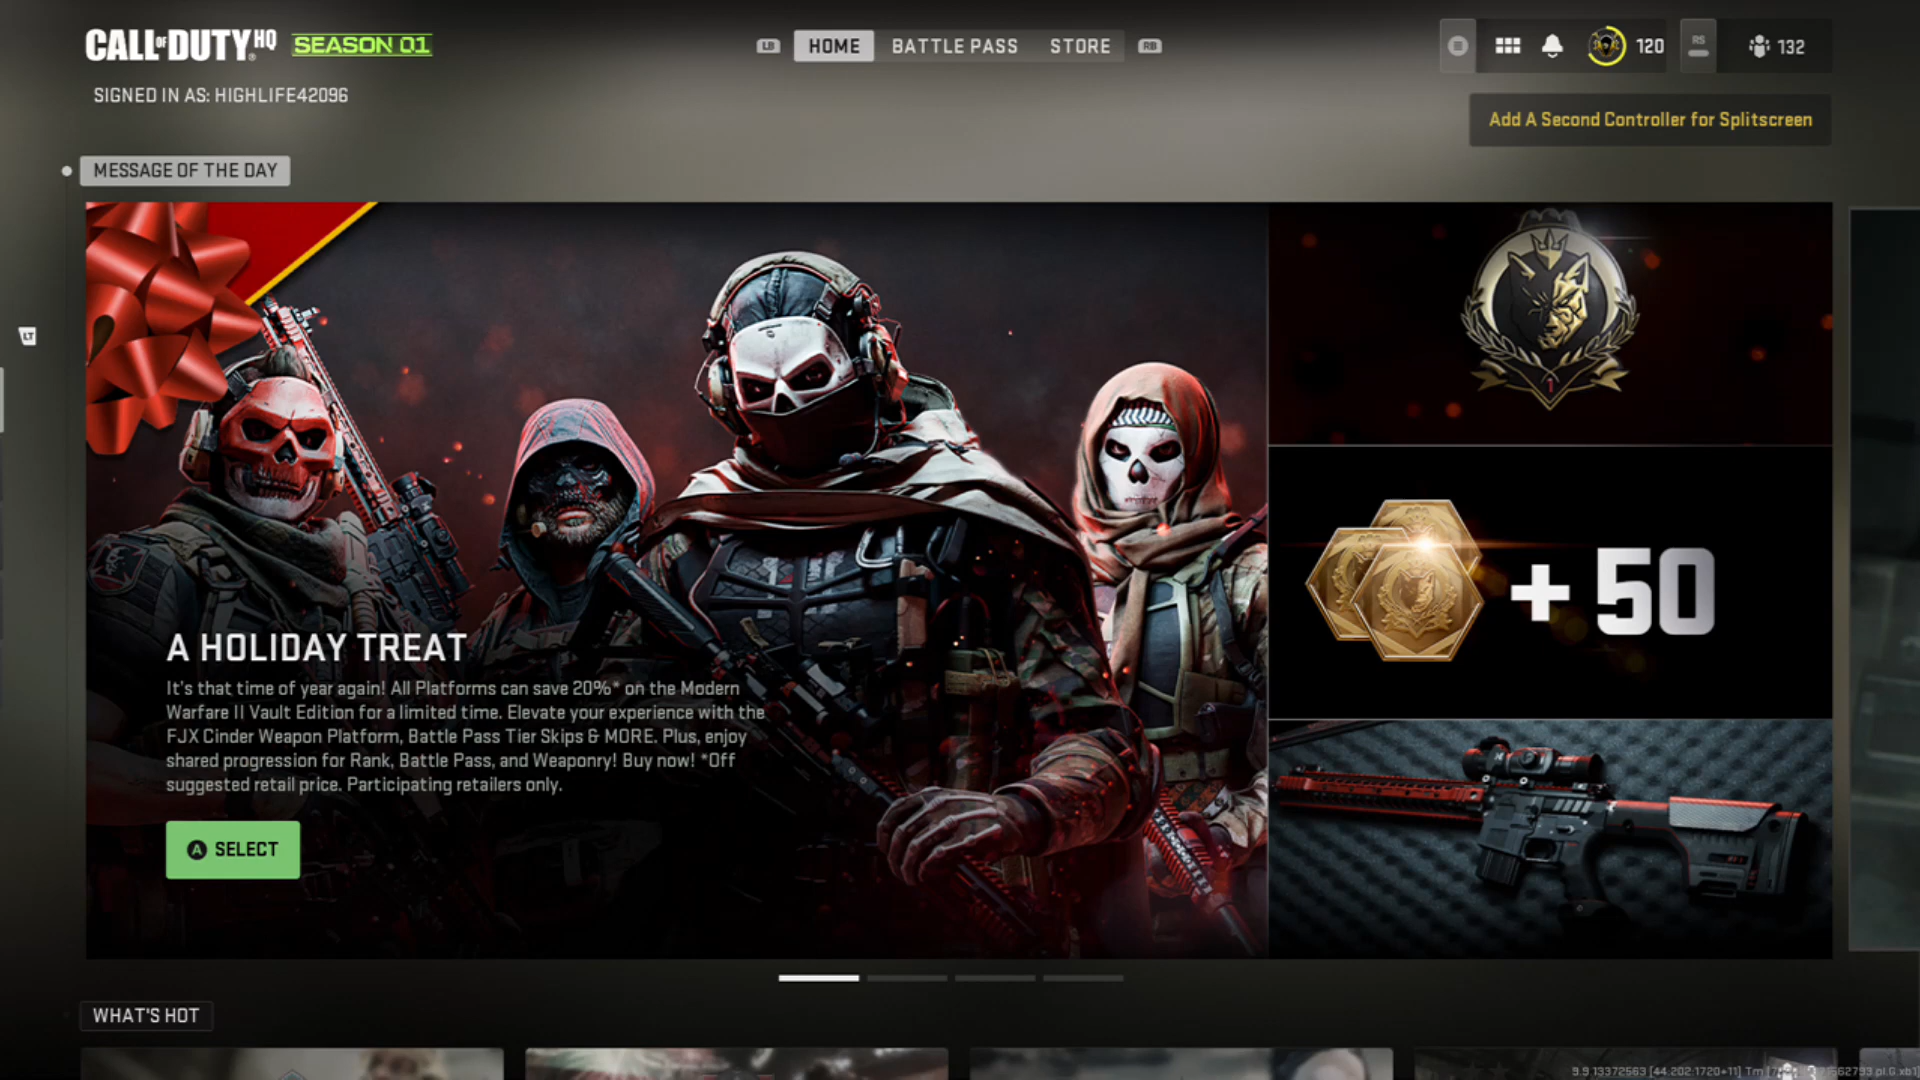 CALL OF DUTY HQ SEASON 01
LB HOME BATTLE PASS STORE RB
120 RS 132
SIGNED IN AS: HIGHLIFE42096
Add A Second Controller for Splitscreen
MESSAGE OF THE DAY
LT
A HOLIDAY TREAT
It's that time of year again! All Platforms can save 20%* on the Modern
Warfare II Vault Edition for a limited time. Elevate your experience with the
FJX Cinder Weapon Platform, Battle Pass Tier Skips & MORE. Plus, enjoy
shared progression for Rank, Battle Pass, and Weaponry! Buy now! *Off
suggested retail price. Participating retailers only.
A SELECT
+ 50
WHAT'S HOT